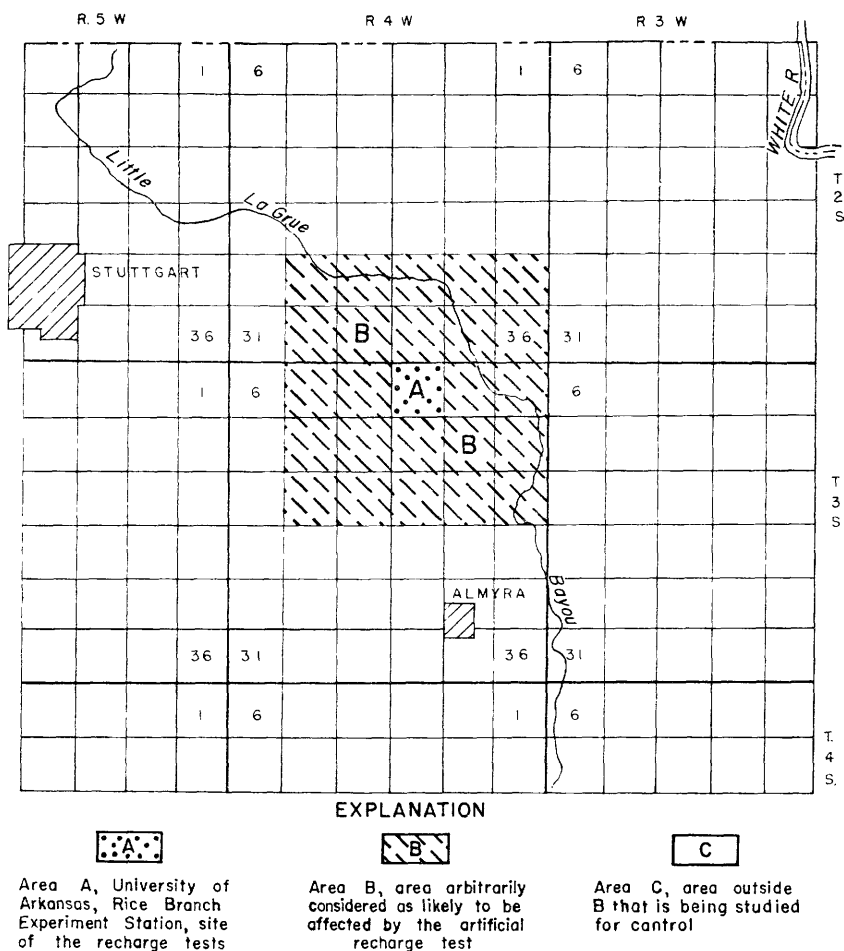 R. 5 W R 4 W R 3 W
1 6 1 6
WHITE R
Little
La Grue
T 2 S
STUTTGART
36 31 B 36 31
1 6 A 6
B
T 3 S
ALMYRA
Bayou
36 31 36 31
1 6 1 6
T. 4 S.
EXPLANATION
A
Area A, University of
Arkansas, Rice Branch
Experiment Station, site
of the recharge tests
B
Area B, area arbitrarily
considered as likely to be
affected by the artificial
recharge test
C
Area C, area outside
B that is being studied
for cantrol